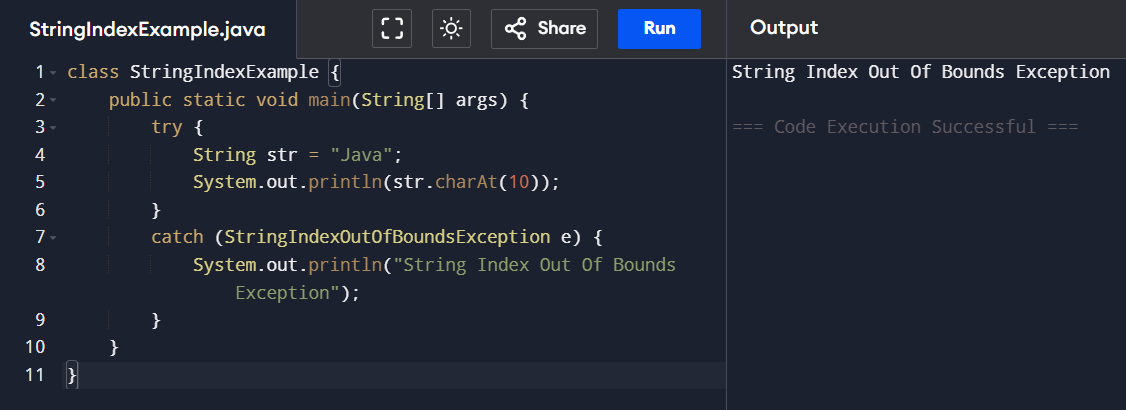 StringIndexExample.java
Share
Run
Output
1 class StringIndexExample {
2     public static void main(String[] args) {
3         try {
4             String str = "Java";
5             System.out.println(str.charAt(10));
6         }
7         catch (StringIndexOutOfBoundsException e) {
8             System.out.println("String Index Out Of Bounds
                Exception");
9         }
10     }
11 }
String Index Out Of Bounds Exception
=== Code Execution Successful ===